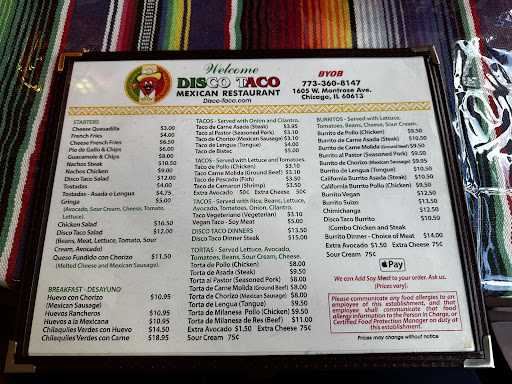 Welcome
DISCO TACO
MEXICAN RESTAURANT
Disco-Taco.com
BYOB
773-360-8147
1605 W. Montrose Ave.
Chicago, IL 60613
STARTERS
Cheese Quesadilla $3.00
French Fries $4.00
Cheese French Fries $6.50
Pio de Gallo & Chips $6.00
Guacamole & Chips $8.00
Nachos Steak $10.50
Nachos Chicken $9.00
Disco Taco Salad $12.00
Tostadas $4.00
Tostadas - Asada o Lengua $4.75
Gringa $5.00
(Avocado, Sour Cream, Cheese, Tomato,
Lettuce).
Chicken Salad $16.50
Disco Taco Salad $12.00
(Beans, Meat, Lettuce, Tomato, Sour
Cream, Avocado)
Queso Fundido con Chorizo $11.50
(Melted Cheese and Mexican Sausage).
BREAKFAST - DESAYUNO
Huevo con Chorizo $10.95
(Mexican Sausage)
Huevos Rancheros $10.95
Huevos a la Mexicana $10.95
Chilaquiles Verdes con Huevo $14.50
Chilaquiles Verdes con Carne $18.95
TACOS - Served with Onion and Cilantro.
Taco de Carne Asada (Steak) $3.95
Taco al Pastor (Seasoned Pork) $3.10
Taco de Chorizo (Mexican Sausage) $3.10
Taco de Lengua (Tongue) $4.00
Taco de Bistec $5.00
TACOS - Served with Lettuce and Tomatoes.
Taco de Pollo (Chicken) $3.10
Taco Carne Molida (Ground Beef) $3.10
Taco de Pescado (Fish) $3.50
Taco de Camaron (Shrimp) $3.50
Extra Avocado 50¢ Extra Cheese 50¢
TACOS - Served with Rice, Beans, Lettuce,
Avocado, Tomatoes, Onion, Cilantro.
Taco Vegeteriano (Vegeterian) $3.10
Vegan Taco - Soy Meat $5.00
DISCO TACO DINNERS $13.50
Disco Taco Dinner Steak $15.00
TORTAS - Served Lettuce, Avocado,
Tomatoes, Beans, Sour Cream, Cheese.
Torta de Pollo (Chicken) $8.00
Torta de Asada (Steak) $9.50
Torta al Pastor (Seasoned Pork) $8.00
Torta de Carne Molida (Ground Beef) $8.00
Torta de Chorizo (Mexican Sausage) $8.00
Torta de Lengua (Tongue) $9.50
Torta de Milanesa Pollo (Chicken) $9.50
Torta de Milanesa de Res (Beef) $11.00
Extra Avocado $1.50 Extra Cheese 75¢
Sour Cream 75¢
BURRITOS - Served with Lettuce,
Tomatoes, Beans, Cheese, Sour Cream.
Burrito de Pollo (Chicken) $9.50
Burrito de Carne Asada (Steak) $10.50
Burrito de Carne Molida (Ground Beef) $9.50
Burrito al Pastor (Seasoned Pork) $9.50
Burrito de Chorizo (Mexican Sausage) $9.95
Burrito de Lengua (Tongue) $10.50
California Burrito Asada (Steak) $10.50
California Burrito Pollo (Chicken) $9.50
Burrito Vegan $12.50
Burrito Suizo $13.50
Chimichanga $12.50
Disco Taco Burrito $10.50
(Combo Chicken and Steak
Burrito Dinner - Choice of Meat $14.00
Extra Avocado $1.50 Extra Cheese 75¢
Sour Cream 75¢
Pay
We can Add Soy Meet to your order. Ask us.
(Prices vary).
Please communicate any food allergies to an
employee of this establishment, and that
employee shall communicate that food
allergy information to the Person in Charge, or
Certified Food Protection Manager on duty at
this establishment.
Prices may change without notice